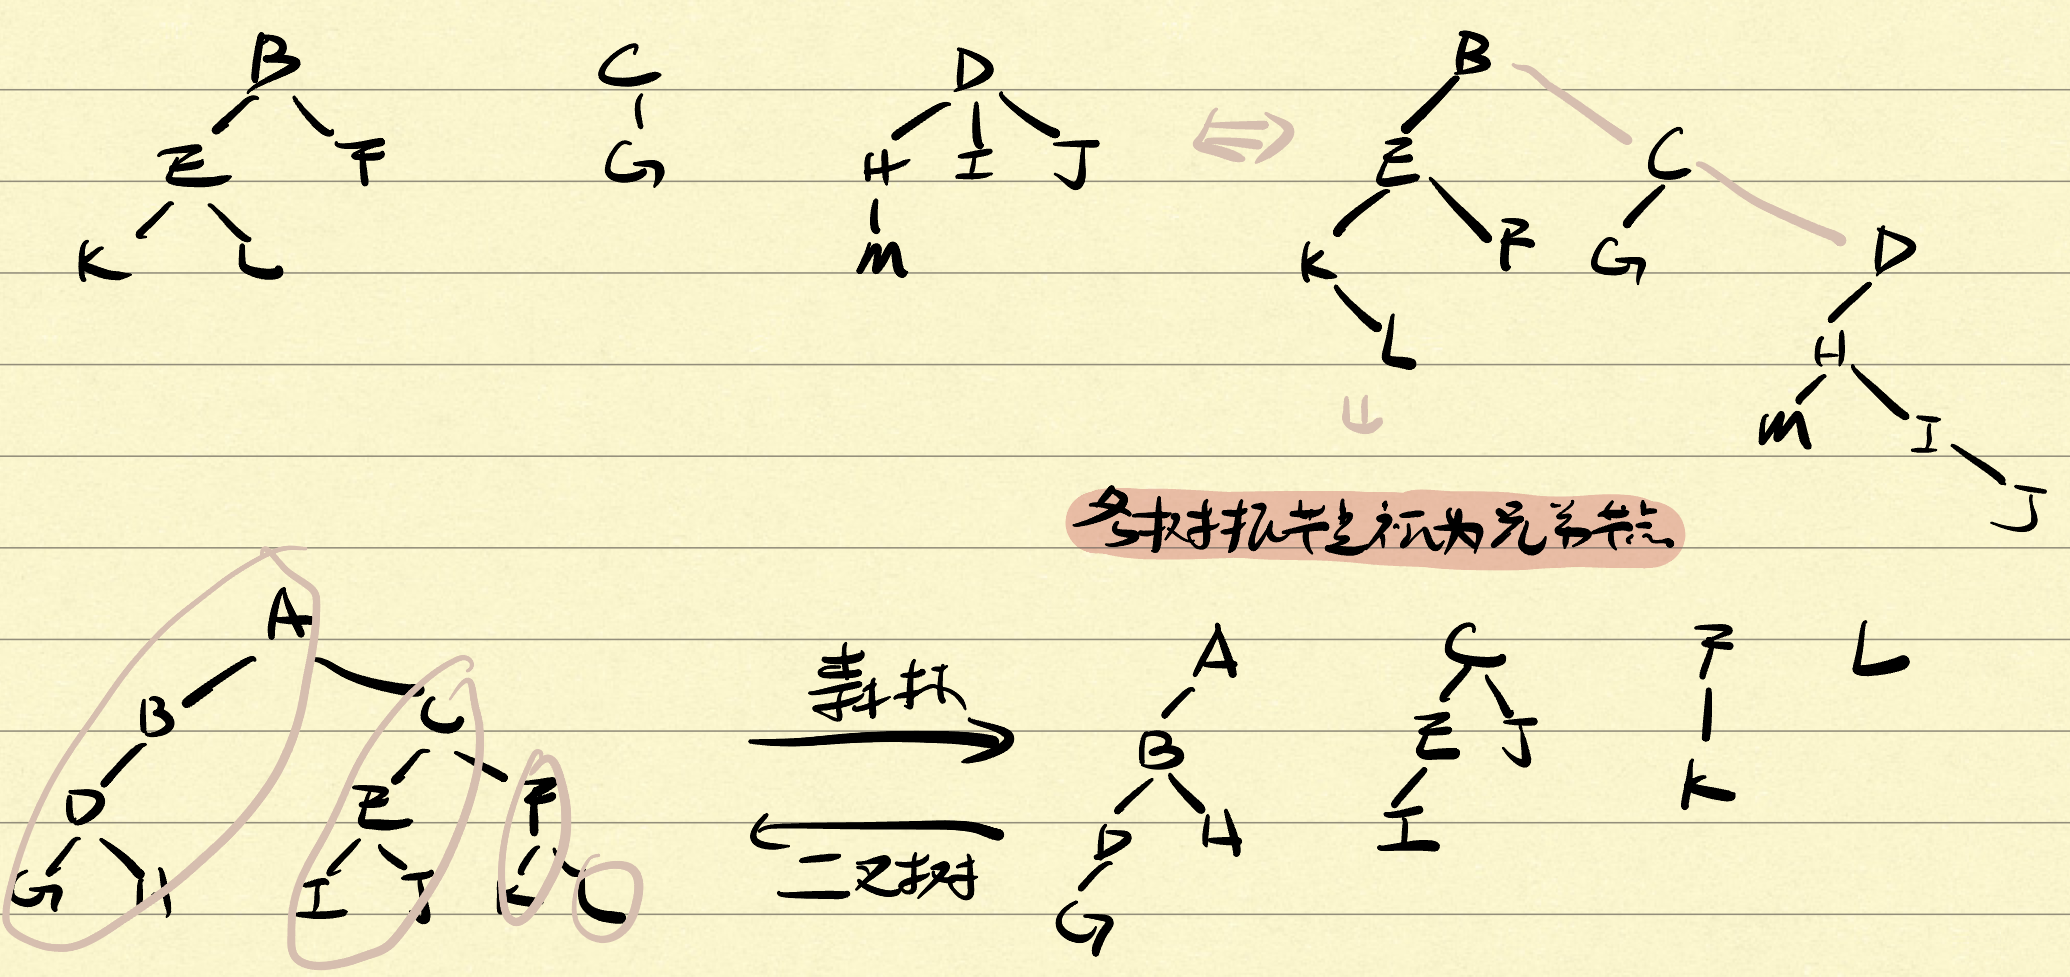 B C D B
E F G H I J E C
K L M K F G D
L H
M I
J
各树根节点视为兄弟节点
A A C F L
森林
B C B E J
D E F D H I K
二叉树
G H I J K L G